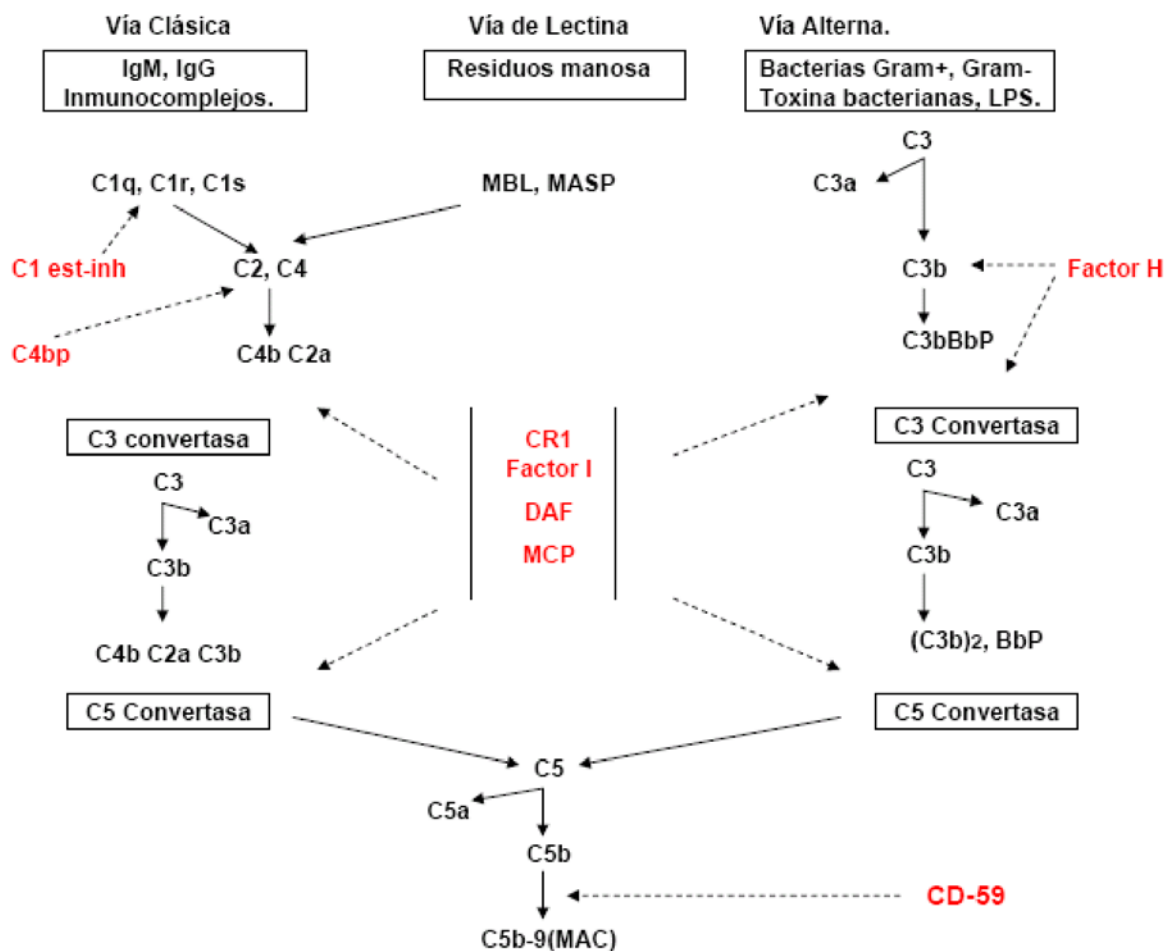 Vía Clásica
Vía de Lectina
Vía Alterna.
IgM, IgG
Inmunocomplejos.
Residuos manosa
Bacterias Gram+, Gram-
Toxina bacterianas, LPS.
C3
C3a
C1q, C1r, C1s
MBL, MASP
C1 est-inh
C2, C4
C3b
Factor H
C4bp
C4b C2a
C3bBbP
C3 convertasa
CR1
Factor I
DAF
MCP
C3 Convertasa
C3
C3a
C3b
C4b C2a C3b
C5 Convertasa
C3
C3a
C3b
(C3b)2, BbP
C5 Convertasa
C5
C5a
C5b
CD-59
C5b-9(MAC)